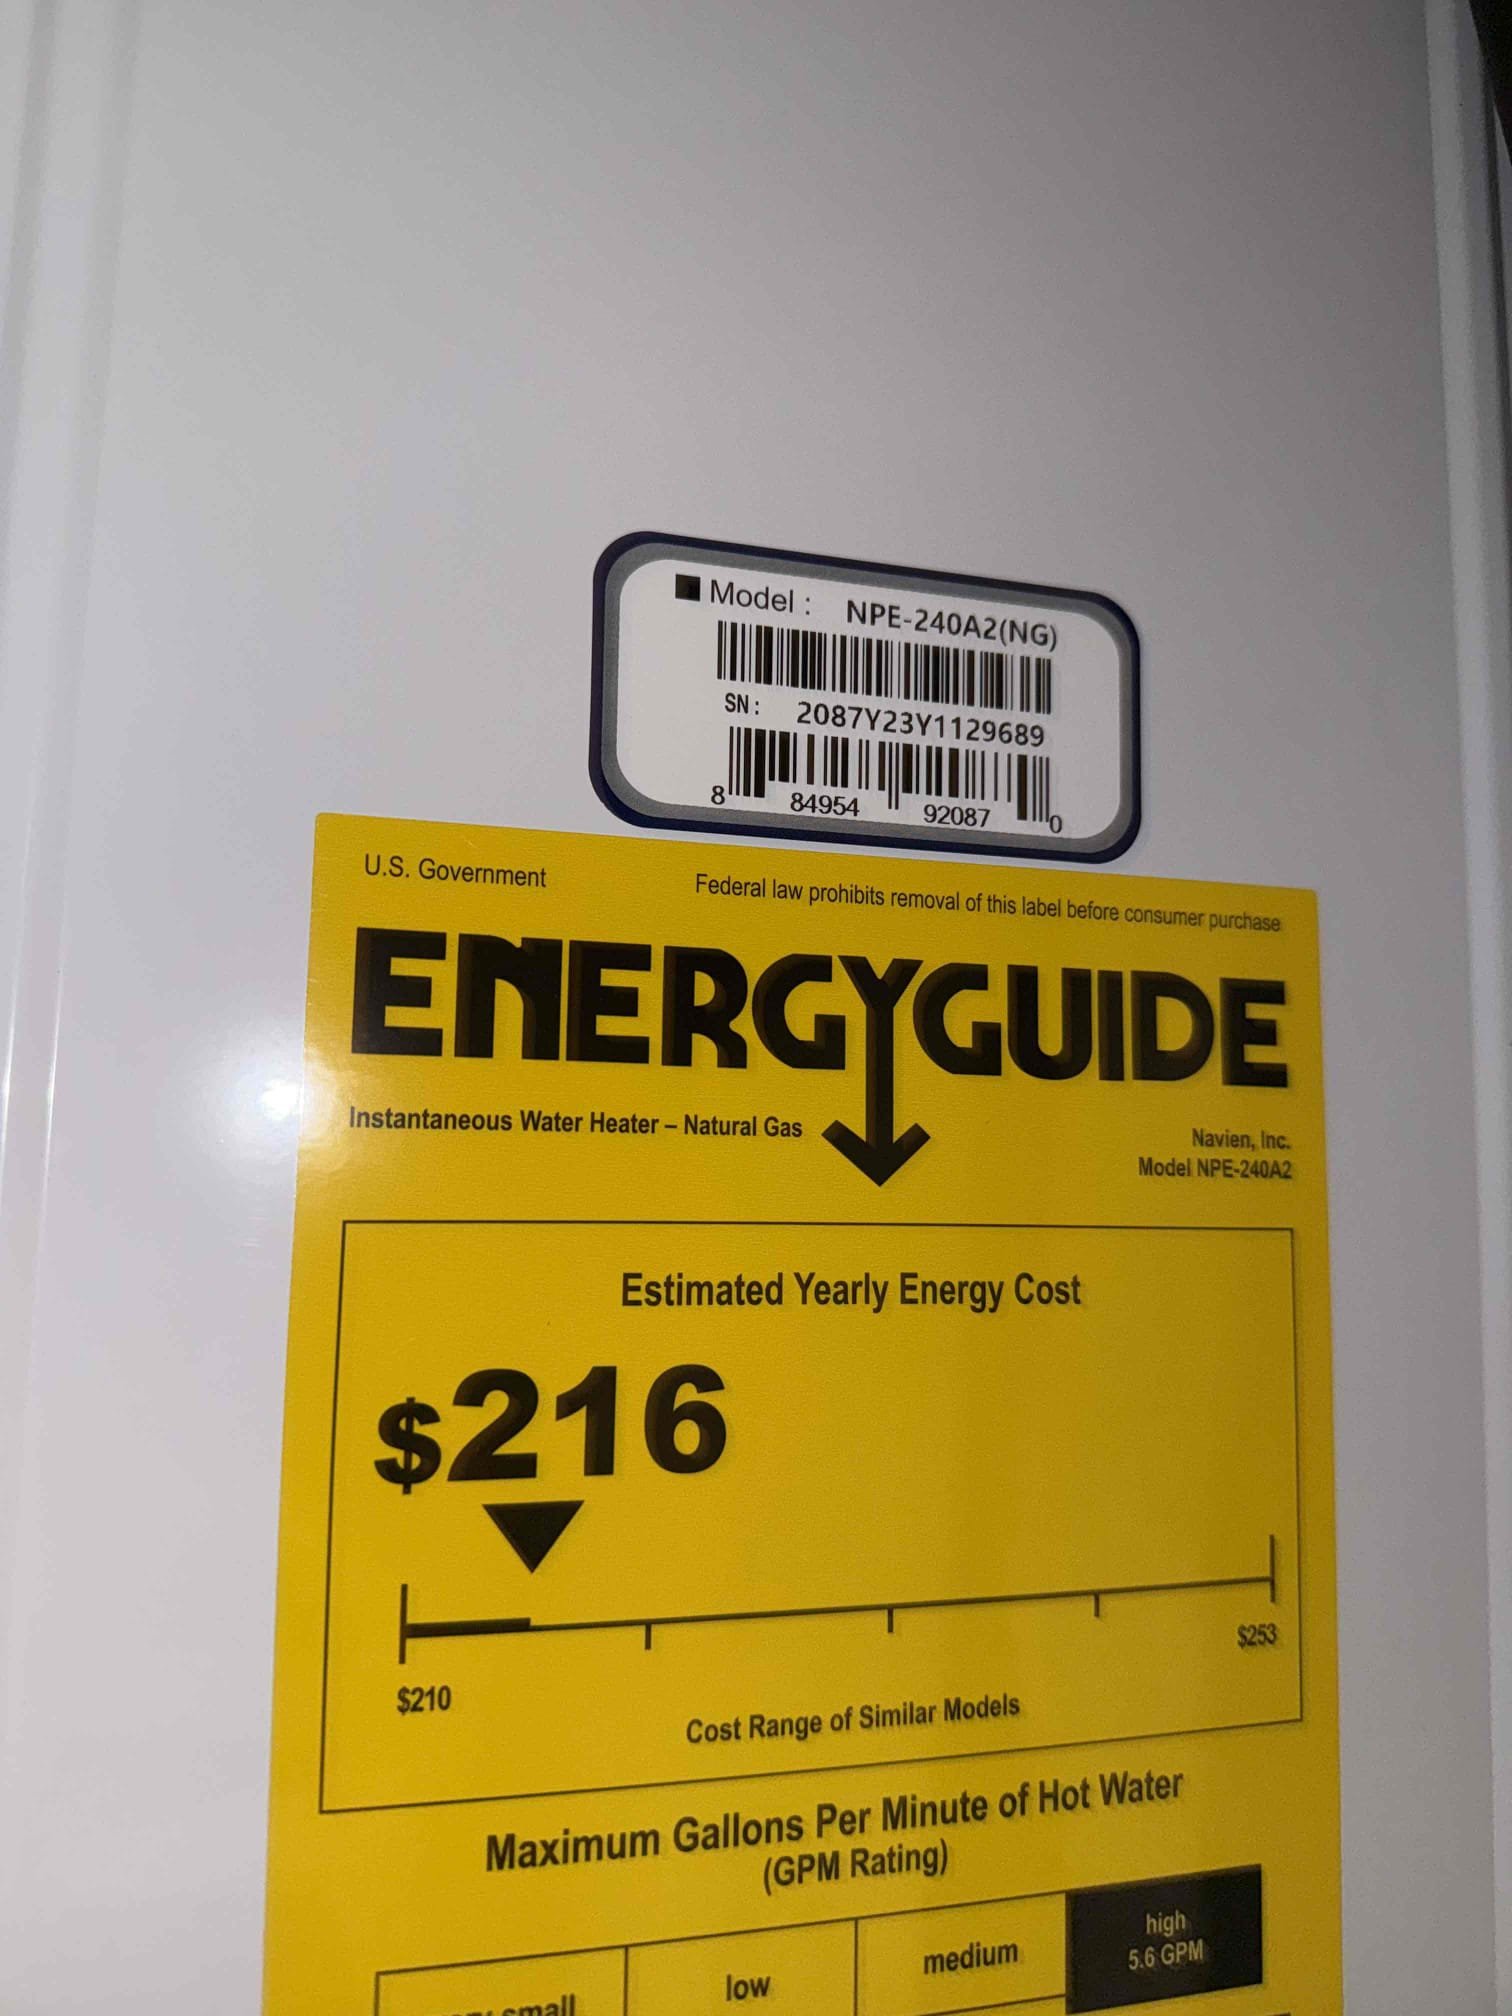 Model : NPE-240A2(NG)
SN : 2087Y23Y1129689
8 84954 92087 0
U.S. Government
Federal law prohibits removal of this label before consumer purchase
ENERGYGUIDE
Instantaneous Water Heater – Natural Gas
Navien, Inc.
Model NPE-240A2
Estimated Yearly Energy Cost
$216
$210
$253
Cost Range of Similar Models
Maximum Gallons Per Minute of Hot Water
(GPM Rating)
small
low
medium
high
5.6 GPM